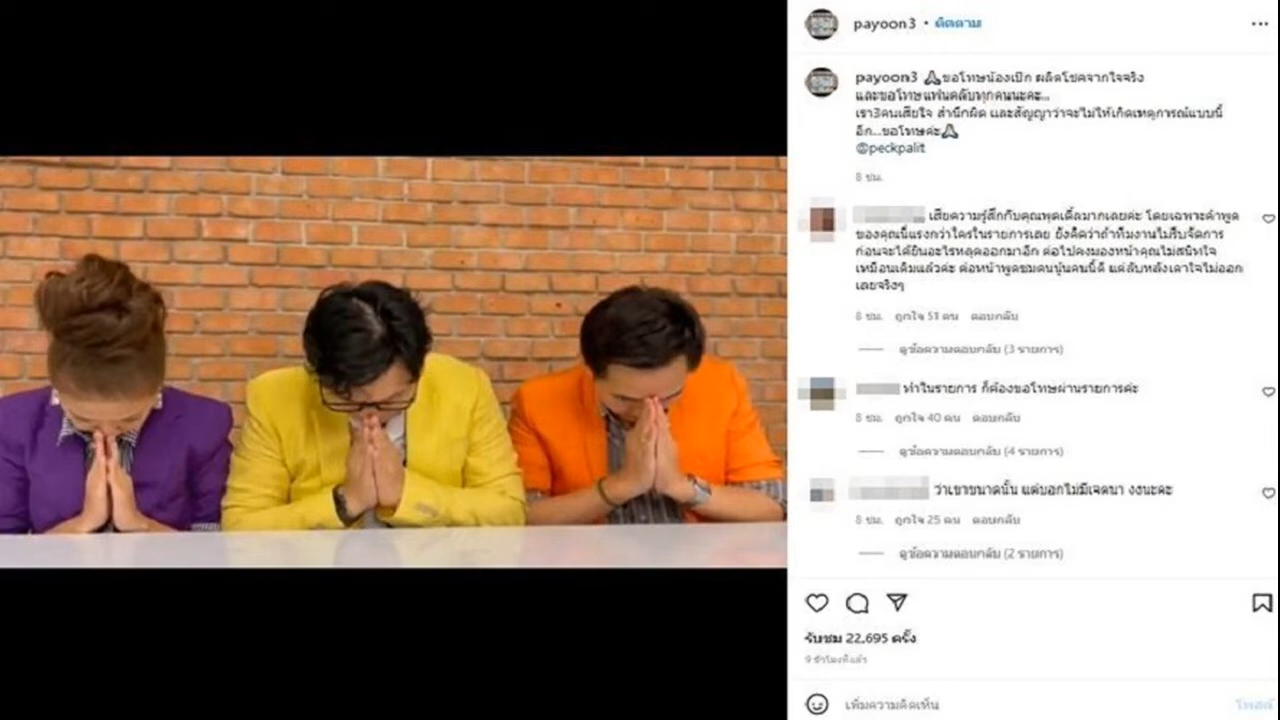 payoon3 • ติดตาม
payoon3 🙏ขอโทษน้องเป๊ก ผลิตโชคจากใจจริง
และขอโทษแฟนคลับทุกคนนะคะ...
เรา3คนเสียใจ สำนึกผิด และสัญญาว่าจะไม่ให้เกิดเหตุการณ์แบบนี้
อีก...ขอโทษค่ะ🙏
@peckpalit
8 ชม.
เสียความรู้สึกกับคุณพุดเดิ้ลมากเลยค่ะ โดยเฉพาะคำพูด
ของคุณนี่แรงกว่าใครในรายการเลย ยังคิดว่าถ้าทีมงานไม่รีบจัดการ
ก่อนจะได้ยินอะไรหลุดออกมาอีก ต่อไปคงมองหน้าคุณไม่สนิทใจ
เหมือนเดิมแล้วค่ะ ต่อหน้าพูดชมคนนู้นคนนี้ดี แต่ลับหลังเดาใจไม่ออก
เลยจริงๆ
8 ชม. ถูกใจ 51 คน ตอบกลับ
ดูข้อความตอบกลับ (3 รายการ)
ทำในรายการ ก็ต้องขอโทษผ่านรายการค่ะ
8 ชม. ถูกใจ 40 คน ตอบกลับ
ดูข้อความตอบกลับ (4 รายการ)
ว่าเขาขนาดนั้น แต่บอกไม่มีเจตนา งงนะคะ
8 ชม. ถูกใจ 25 คน ตอบกลับ
ดูข้อความตอบกลับ (2 รายการ)
รับชม 22,695 ครั้ง
9 ชั่วโมงที่แล้ว
เพิ่มความคิดเห็น
โพสต์